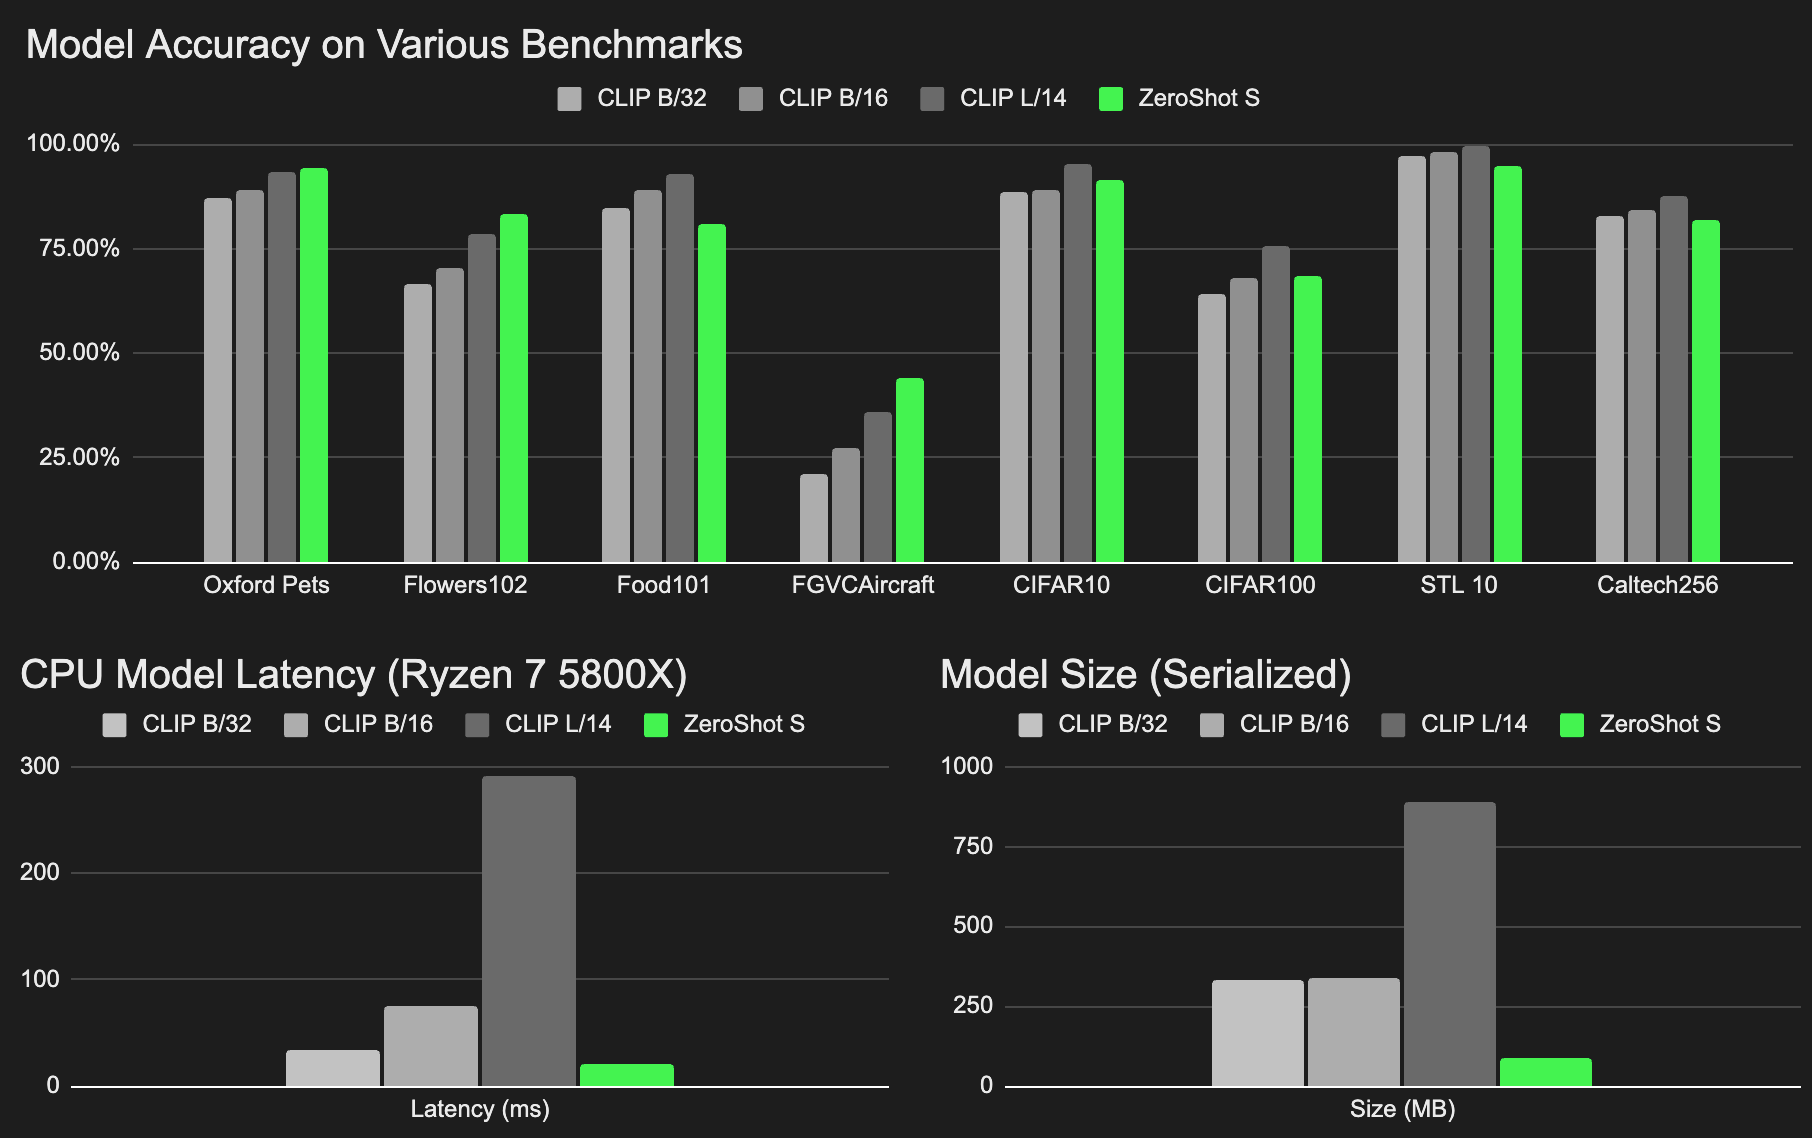 Model Accuracy on Various Benchmarks
CLIP B/32 CLIP B/16 CLIP L/14 ZeroShot S
100.00%
75.00%
50.00%
25.00%
0.00%
Oxford Pets Flowers102 Food101 FGVCAircraft CIFAR10 CIFAR100 STL 10 Caltech256
CPU Model Latency (Ryzen 7 5800X)
CLIP B/32 CLIP B/16 CLIP L/14 ZeroShot S
300
200
100
0
Latency (ms)
Model Size (Serialized)
CLIP B/32 CLIP B/16 CLIP L/14 ZeroShot S
1000
750
500
250
0
Size (MB)